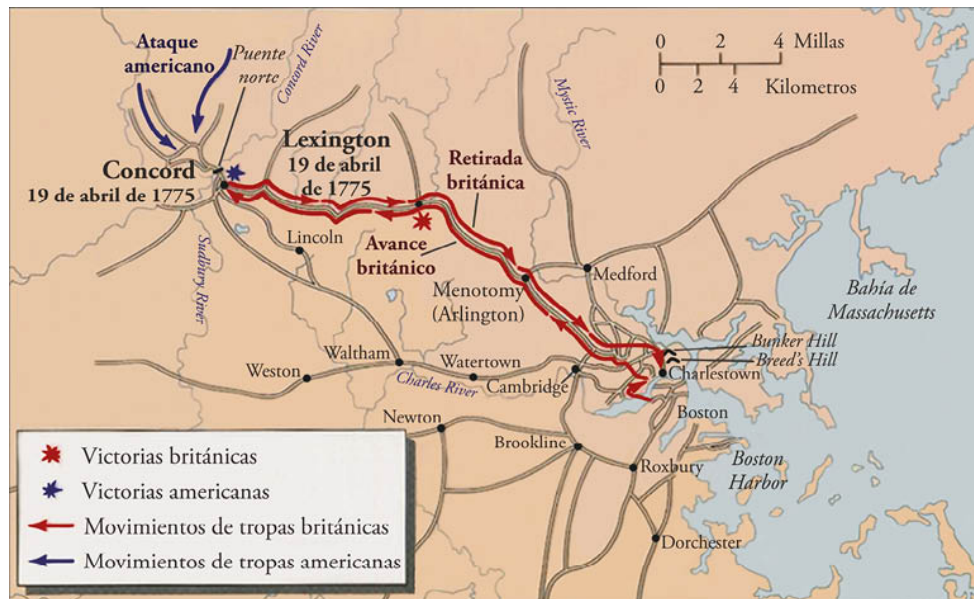 Ataque
americano
Puente
norte
Concord River
0 2 4 Millas
0 2 4 Kilometros
Mystic River
Lexington
19 de abril
de 1775
Concord
19 de abril de 1775
Retirada
británica
Avance
británico
Lincoln
Sudbury River
Menotomy
(Arlington)
Medford
Bahía de
Massachusetts
Bunker Hill
Breed's Hill
Charlestown
Waltham
Watertown
Weston
Charles River
Cambridge
Newton
Boston
Brookline
Boston
Harbor
Roxbury
Dorchester
Victorias británicas
Victorias americanas
Movimientos de tropas británicas
Movimientos de tropas americanas